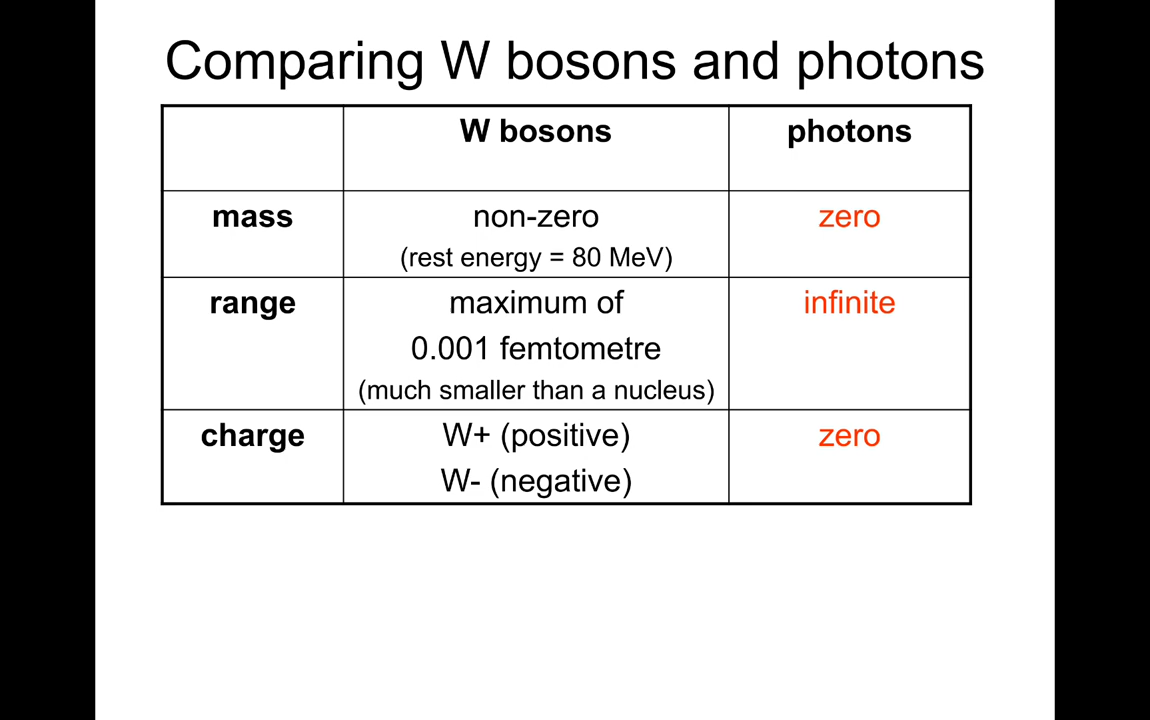 Comparing W bosons and photons
W bosons photons
mass non-zero zero
(rest energy = 80 MeV)
range maximum of infinite
0.001 femtometre
(much smaller than a nucleus)
charge W+ (positive) zero
W- (negative)